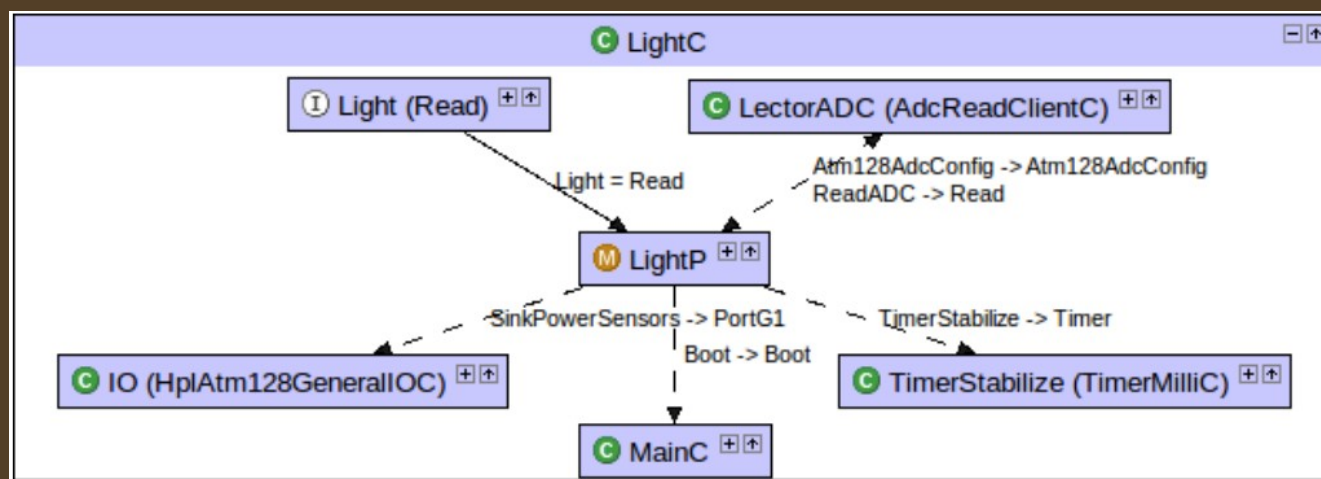 LightC
Light (Read)
LectorADC (AdcReadClientC)
Light = Read
Atm128AdcConfig -> Atm128AdcConfig
ReadADC -> Read
LightP
SinkPowerSensors -> PortG1
TimerStabilize -> Timer
Boot -> Boot
IO (HplAtm128GeneralIOC)
TimerStabilize (TimerMilliC)
MainC